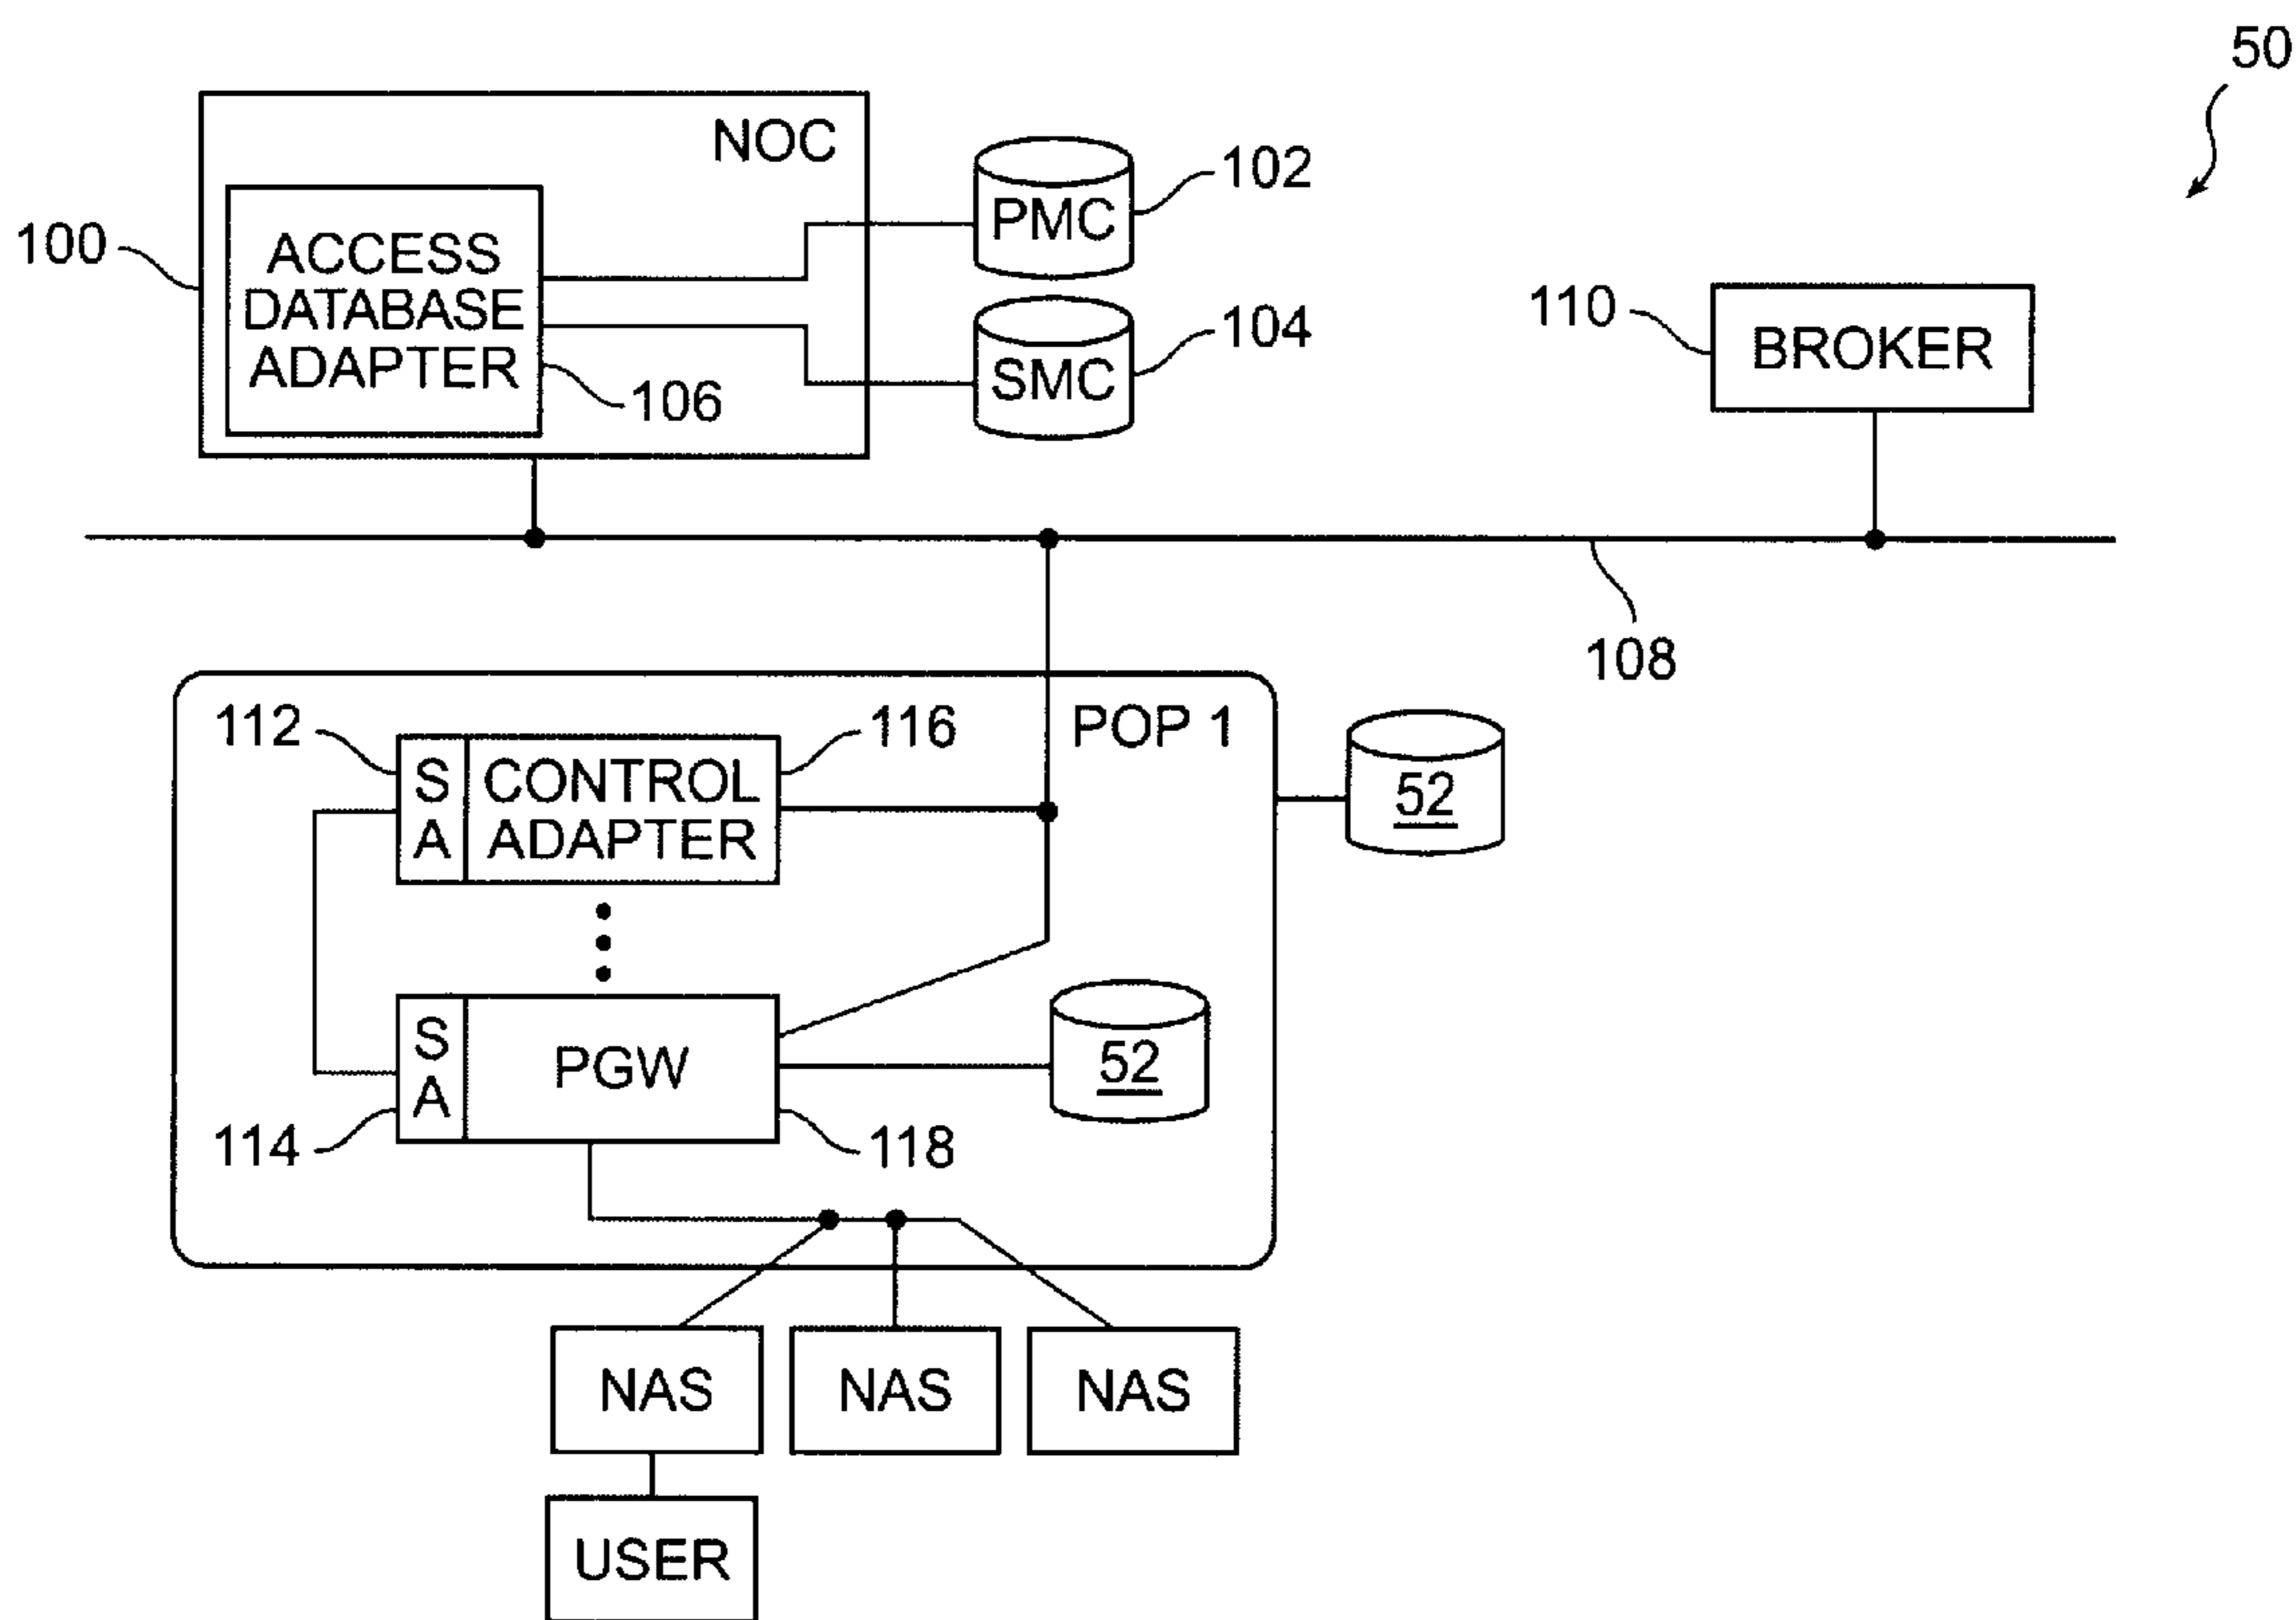 50
NOC
100
ACCESS
DATABASE
ADAPTER
106
PMC
102
SMC
104
110
BROKER
108
POP 1
112
S
A
CONTROL
ADAPTER
116
52
S
A
PGW
52
114
118
NAS
NAS
NAS
USER